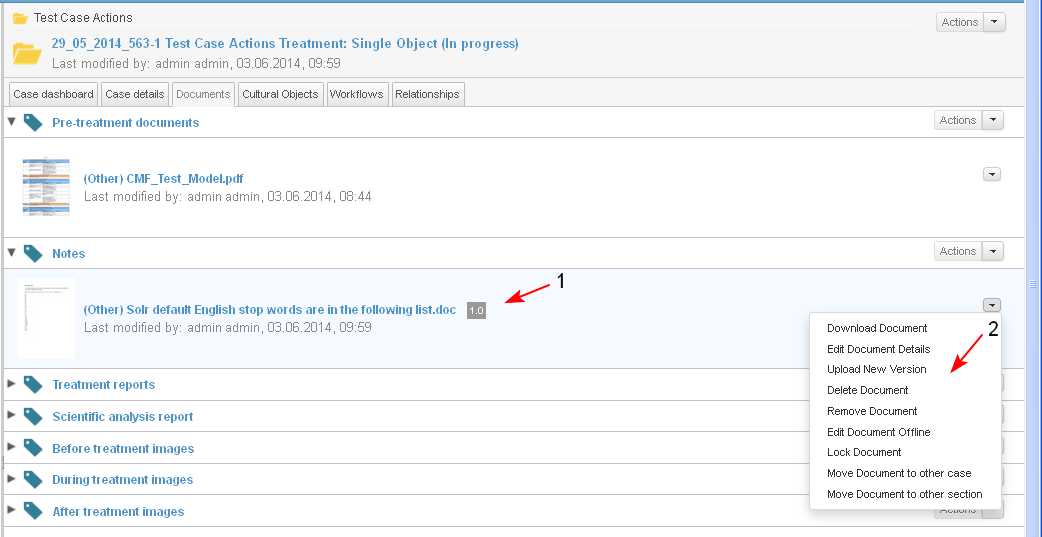 Test Case Actions
Actions
29_05_2014_563-1 Test Case Actions Treatment: Single Object (In progress)
Last modified by: admin admin, 03.06.2014, 09:59
Case dashboard Case details Documents Cultural Objects Workflows Relationships
Pre-treatment documents
Actions
(Other) CMF_Test_Model.pdf
Last modified by: admin admin, 03.06.2014, 08:44
Notes
Actions
1
(Other) Solr default English stop words are in the following list.doc 1.0
Last modified by: admin admin, 03.06.2014, 09:59
2
Download Document
Edit Document Details
Upload New Version
Delete Document
Remove Document
Edit Document Offline
Lock Document
Move Document to other case
Move Document to other section
Treatment reports
Scientific analysis report
Before treatment images
During treatment images
After treatment images
Actions